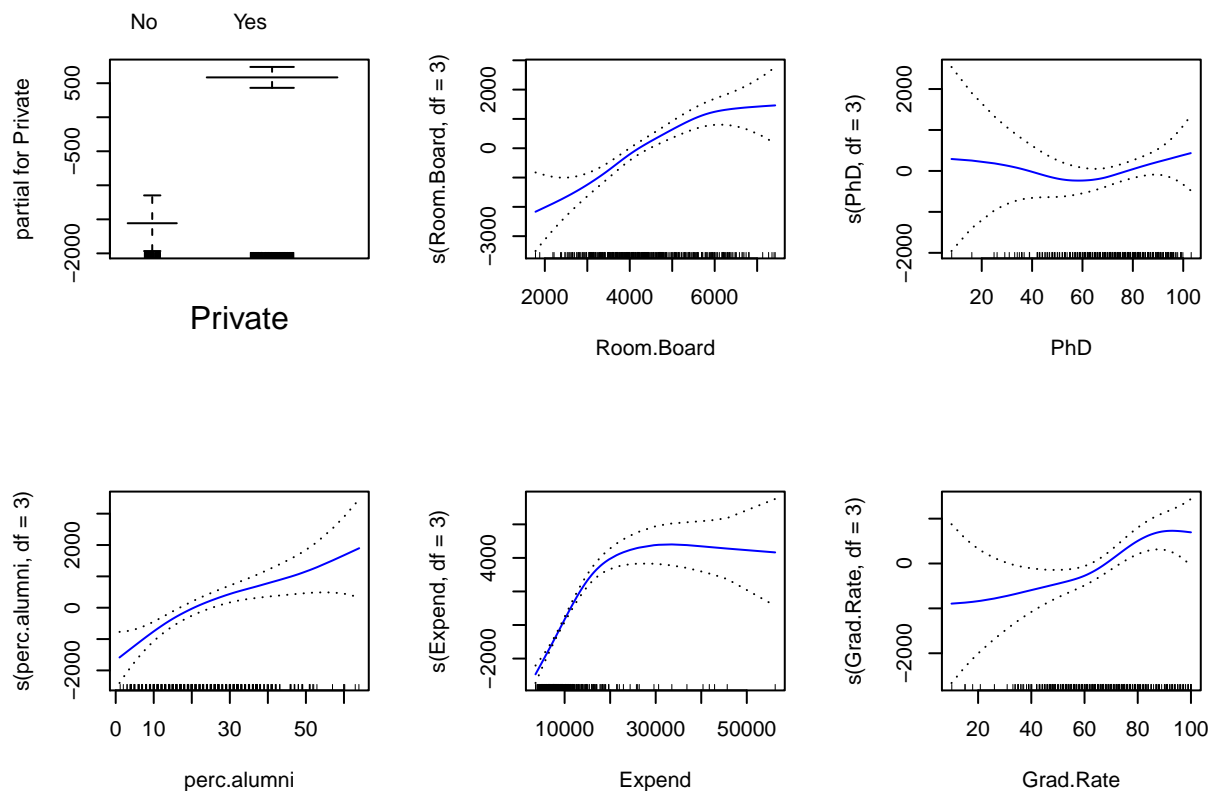 No Yes
partial for Private
500
−500
−2000
Private
s(Room.Board, df = 3)
2000
0
−3000
2000 4000 6000
Room.Board
s(PhD, df = 3)
2000
0
−2000
20 40 60 80 100
PhD
s(perc.alumni, df = 3)
2000
0
−2000
0 10 30 50
perc.alumni
s(Expend, df = 3)
4000
−2000
10000 30000 50000
Expend
s(Grad.Rate, df = 3)
0
−2000
20 40 60 80 100
Grad.Rate